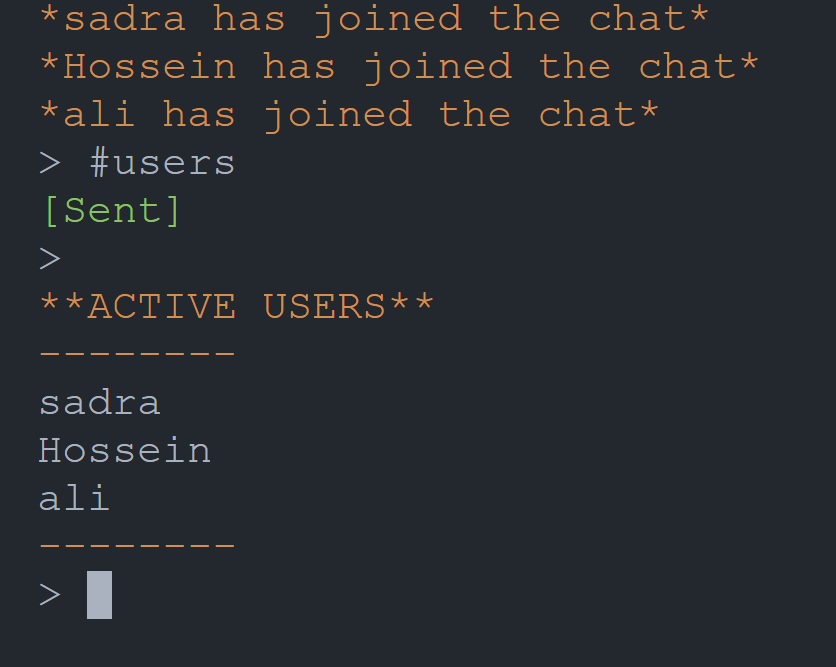 *sadra has joined the chat*
*Hossein has joined the chat*
*ali has joined the chat*
> #users
[Sent]
>
**ACTIVE USERS**
--------
sadra
Hossein
ali
--------
>